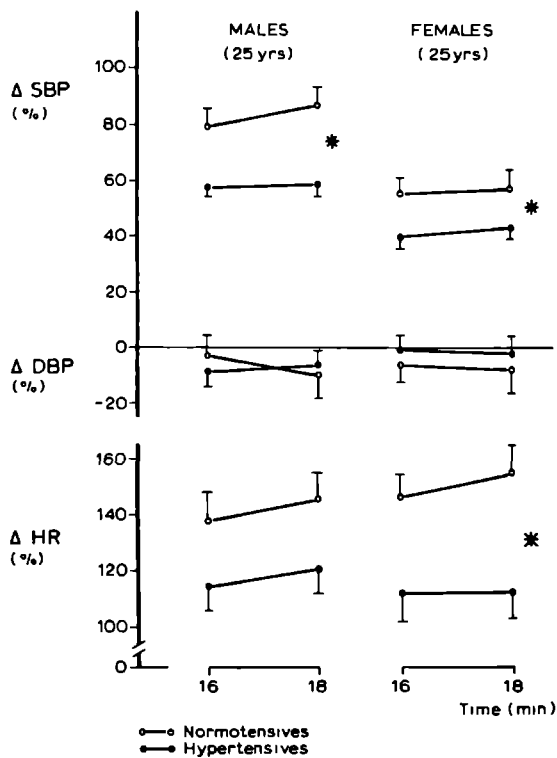 MALES FEMALES
(25 yrs) (25 yrs)
100
Δ SBP
(%)
80
*
60
*
40
20
0
Δ DBP
(%)
-20
160
140
Δ HR
(%)
*
120
100
0
16 18 16 18
Time (min)
Normotensives
Hypertensives